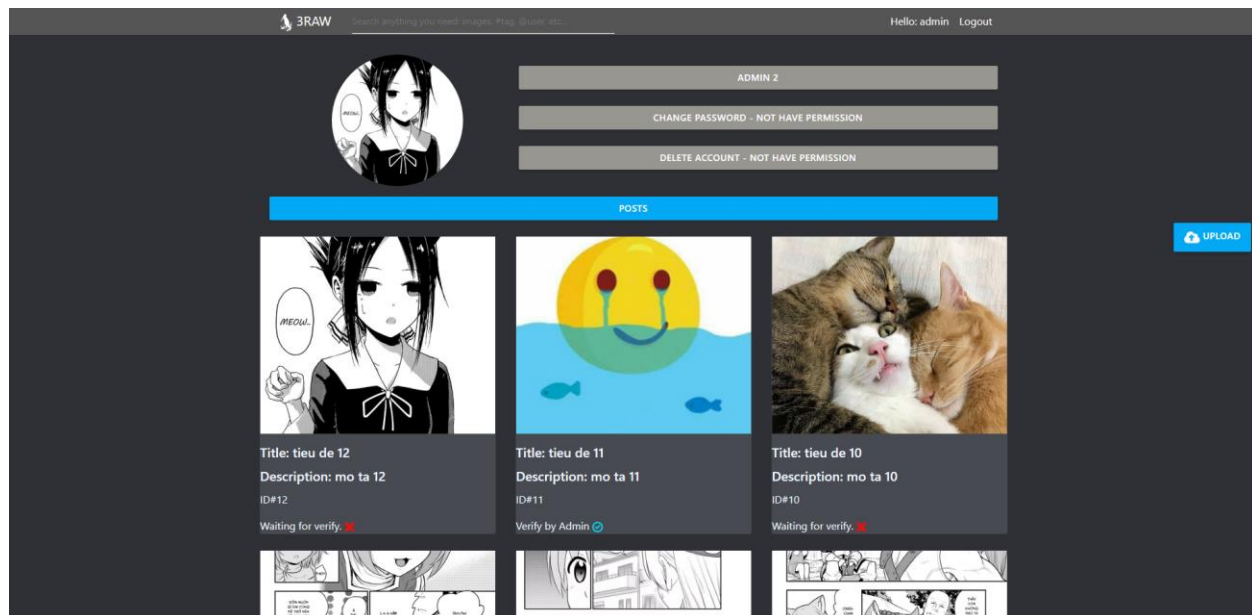 3RAW
Search anything you need: images, #tag, @user, etc...
Hello: admin Logout
MEOW..
ADMIN 2
CHANGE PASSWORD - NOT HAVE PERMISSION
DELETE ACCOUNT - NOT HAVE PERMISSION
POSTS
UPLOAD
MEOW..
Title: tieu de 12
Description: mo ta 12
ID#12
Waiting for verify.
Title: tieu de 11
Description: mo ta 11
ID#11
Verify by Admin
Title: tieu de 10
Description: mo ta 10
ID#10
Waiting for verify.